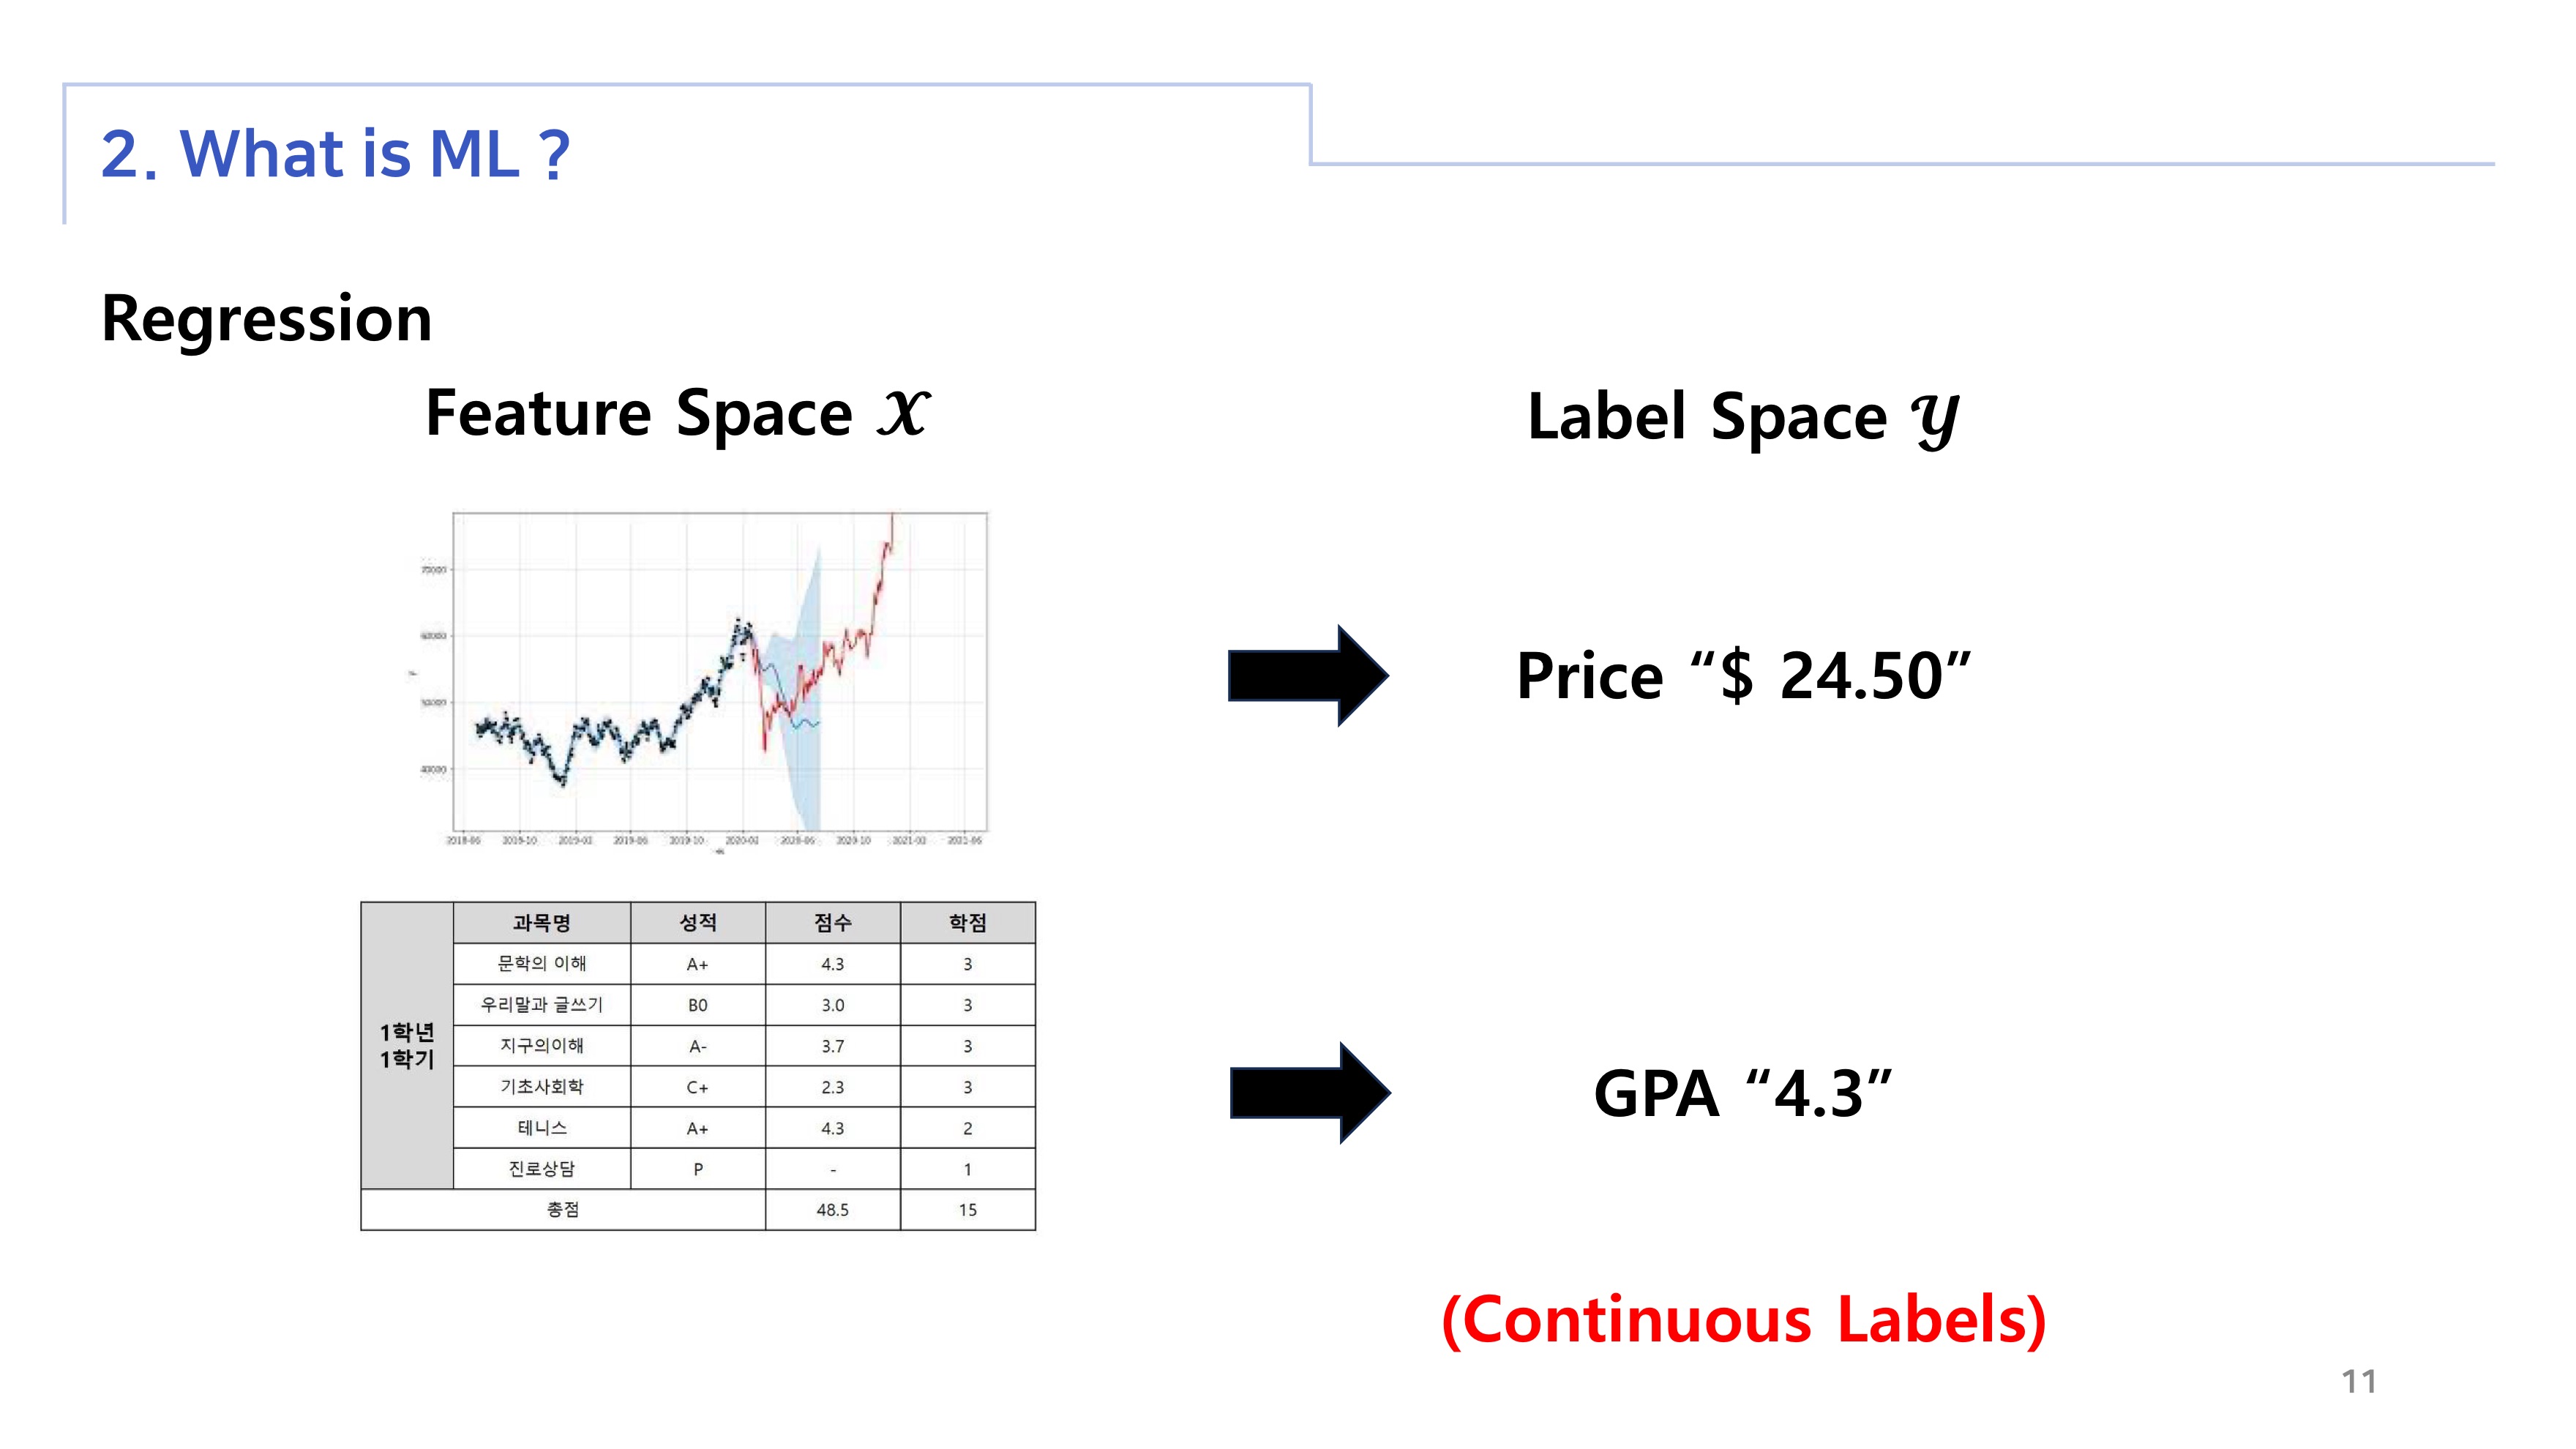 2. What is ML ?
Regression
Feature Space 𝒳
Label Space 𝒴
70000
60000
50000
40000
2018-06 2018-10 2019-02 2019-06 2019-10 2020-02 2020-06 2020-10 2021-02 2021-06
Price “$ 24.50”
1학년
1학기
과목명 성적 점수 학점
문학의 이해 A+ 4.3 3
우리말과 글쓰기 B0 3.0 3
지구의이해 A- 3.7 3
기초사회학 C+ 2.3 3
테니스 A+ 4.3 2
진로상담 P - 1
총점 48.5 15
GPA “4.3”
(Continuous Labels)
11